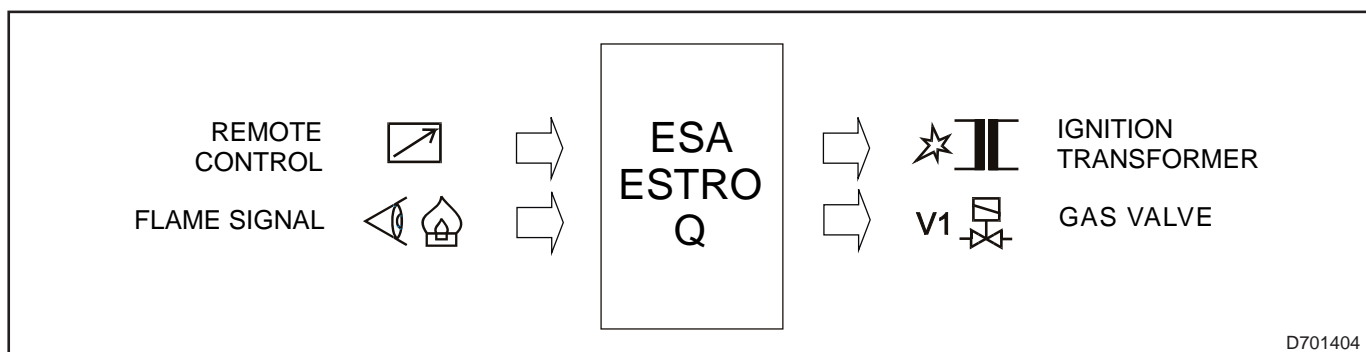 REMOTE
CONTROL
FLAME SIGNAL
ESA
ESTRO
Q
IGNITION
TRANSFORMER
V1
GAS VALVE
D701404